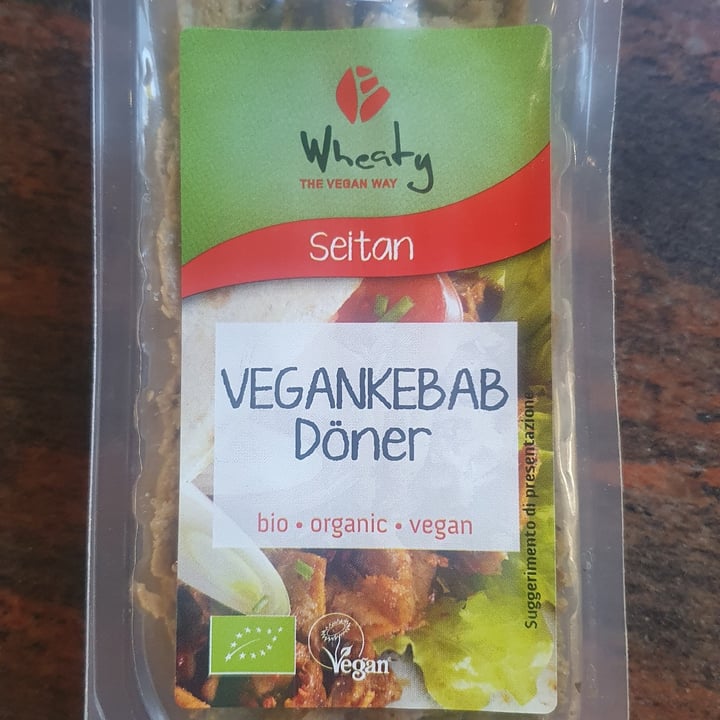 Wheaty
THE VEGAN WAY
Seitan
VEGANKEBAB
Döner
bio • organic • vegan
Suggerimento di presentazione
Vegan